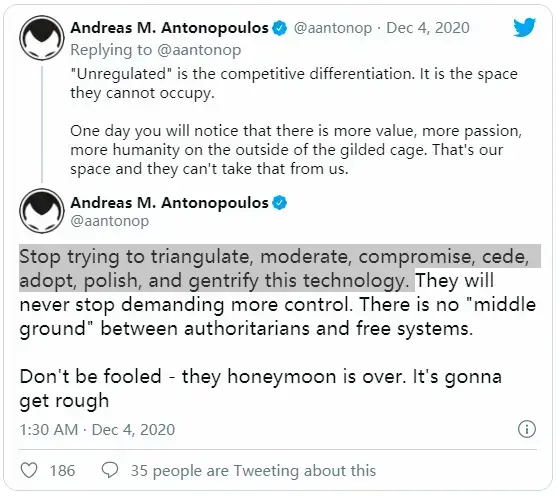 Andreas M. Antonopoulos @aantonop · Dec 4, 2020
Replying to @aantonop
"Unregulated" is the competitive differentiation. It is the space
they cannot occupy.
One day you will notice that there is more value, more passion,
more humanity on the outside of the gilded cage. That's our
space and they can't take that from us.
Andreas M. Antonopoulos
@aantonop
Stop trying to triangulate, moderate, compromise, cede,
adopt, polish, and gentrify this technology. They will
never stop demanding more control. There is no "middle
ground" between authoritarians and free systems.
Don't be fooled - they honeymoon is over. It's gonna
get rough
1:30 AM · Dec 4, 2020
186 35 people are Tweeting about this